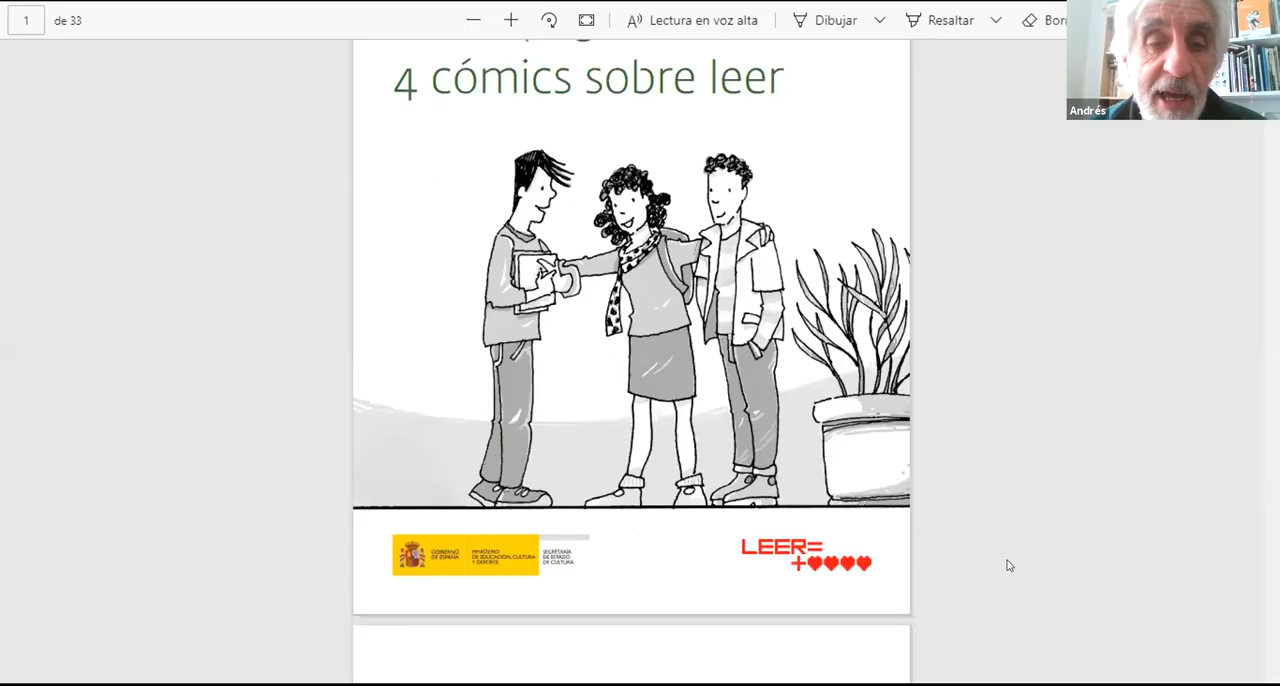 1 de 33 Lectura en voz alta Dibujar Resaltar
Andrés
4 cómics sobre leer
GOBIERNO
DE ESPAÑA
MINISTERIO
DE EDUCACIÓN, CULTURA
Y DEPORTE
SECRETARÍA
DE ESTADO
DE CULTURA
LEER=
+